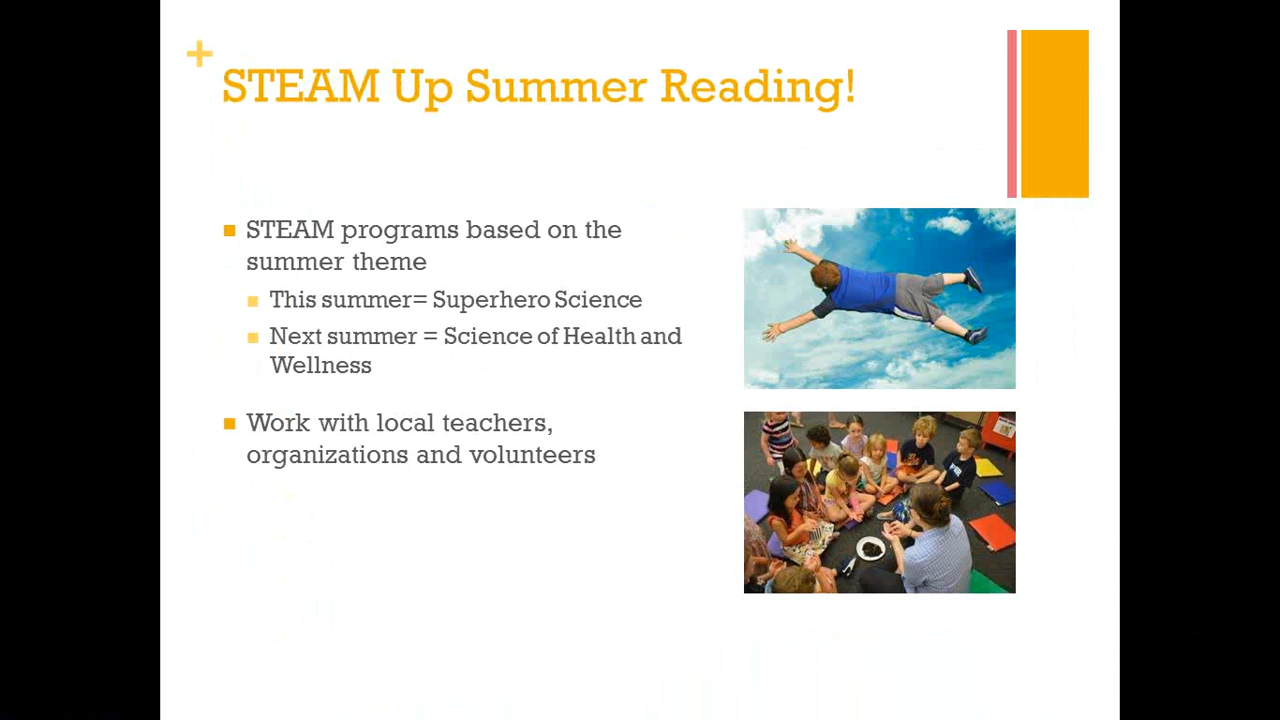 STEAM Up Summer Reading!
STEAM programs based on the
summer theme
This summer= Superhero Science
Next summer = Science of Health and
Wellness
Work with local teachers,
organizations and volunteers